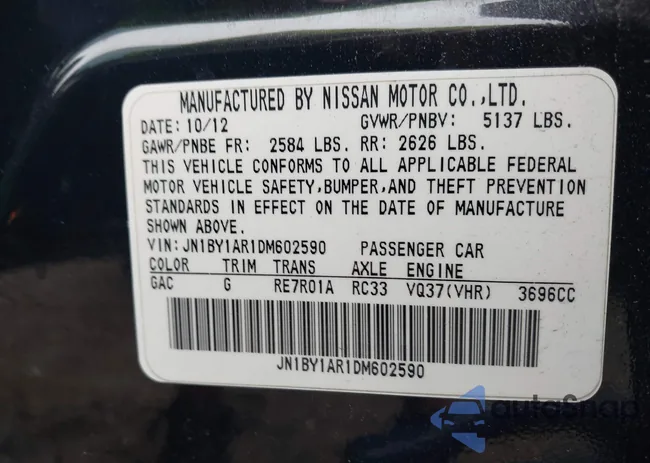 MANUFACTURED BY NISSAN MOTOR CO.,LTD.
DATE: 10/12 GVWR/PNBV: 5137 LBS.
GAWR/PNBE FR: 2584 LBS. RR: 2626 LBS.
THIS VEHICLE CONFORMS TO ALL APPLICABLE FEDERAL
MOTOR VEHICLE SAFETY,BUMPER,AND THEFT PREVENTION
STANDARDS IN EFFECT ON THE DATE OF MANUFACTURE
SHOWN ABOVE.
VIN: JN1BY1AR1DM602590 PASSENGER CAR
COLOR TRIM TRANS AXLE ENGINE
GAC G RE7R01A RC33 VQ37(VHR) 3696CC
JN1BY1AR1DM602590
autoSnap